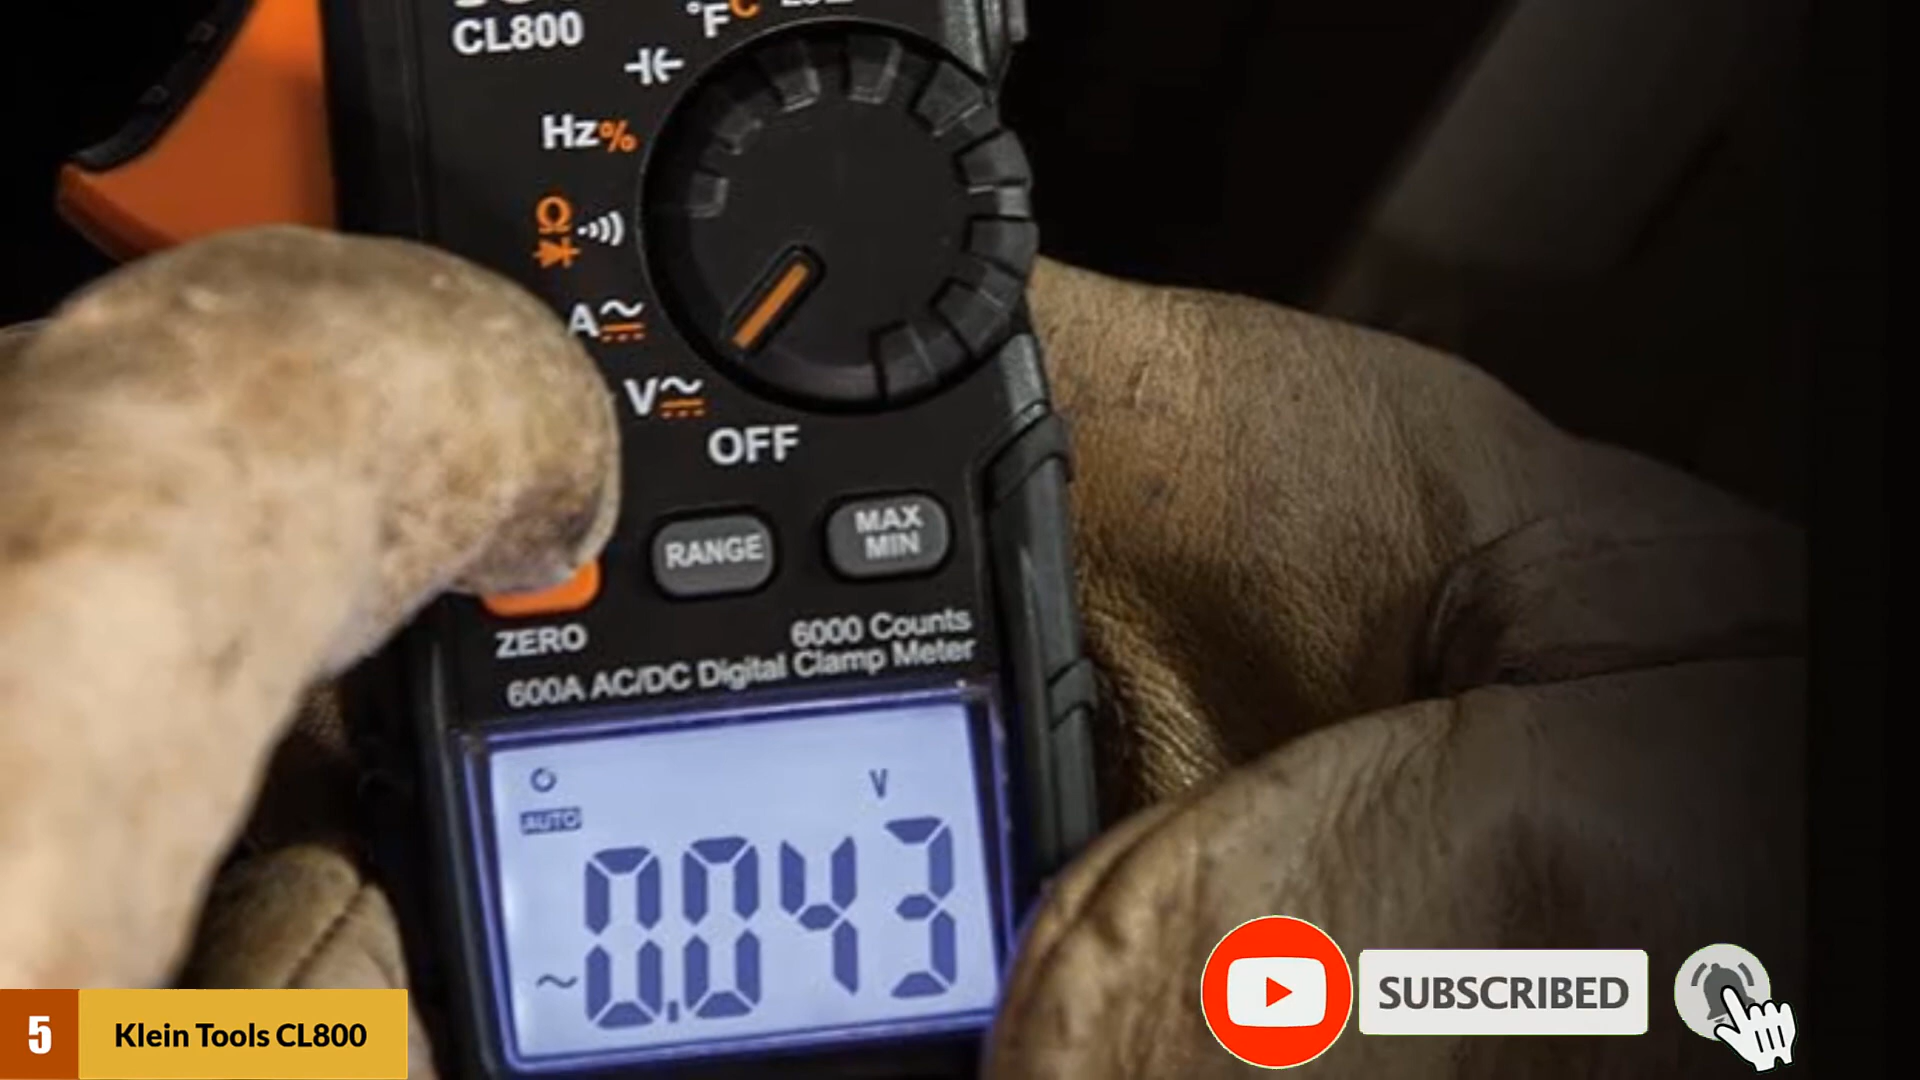 CL800
°FC
Hz%
Ω
A
V
OFF
RANGE
MAX
MIN
ZERO
6000 Counts
600A AC/DC Digital Clamp Meter
V
AUTO
~0.043
SUBSCRIBED
5
Klein Tools CL800